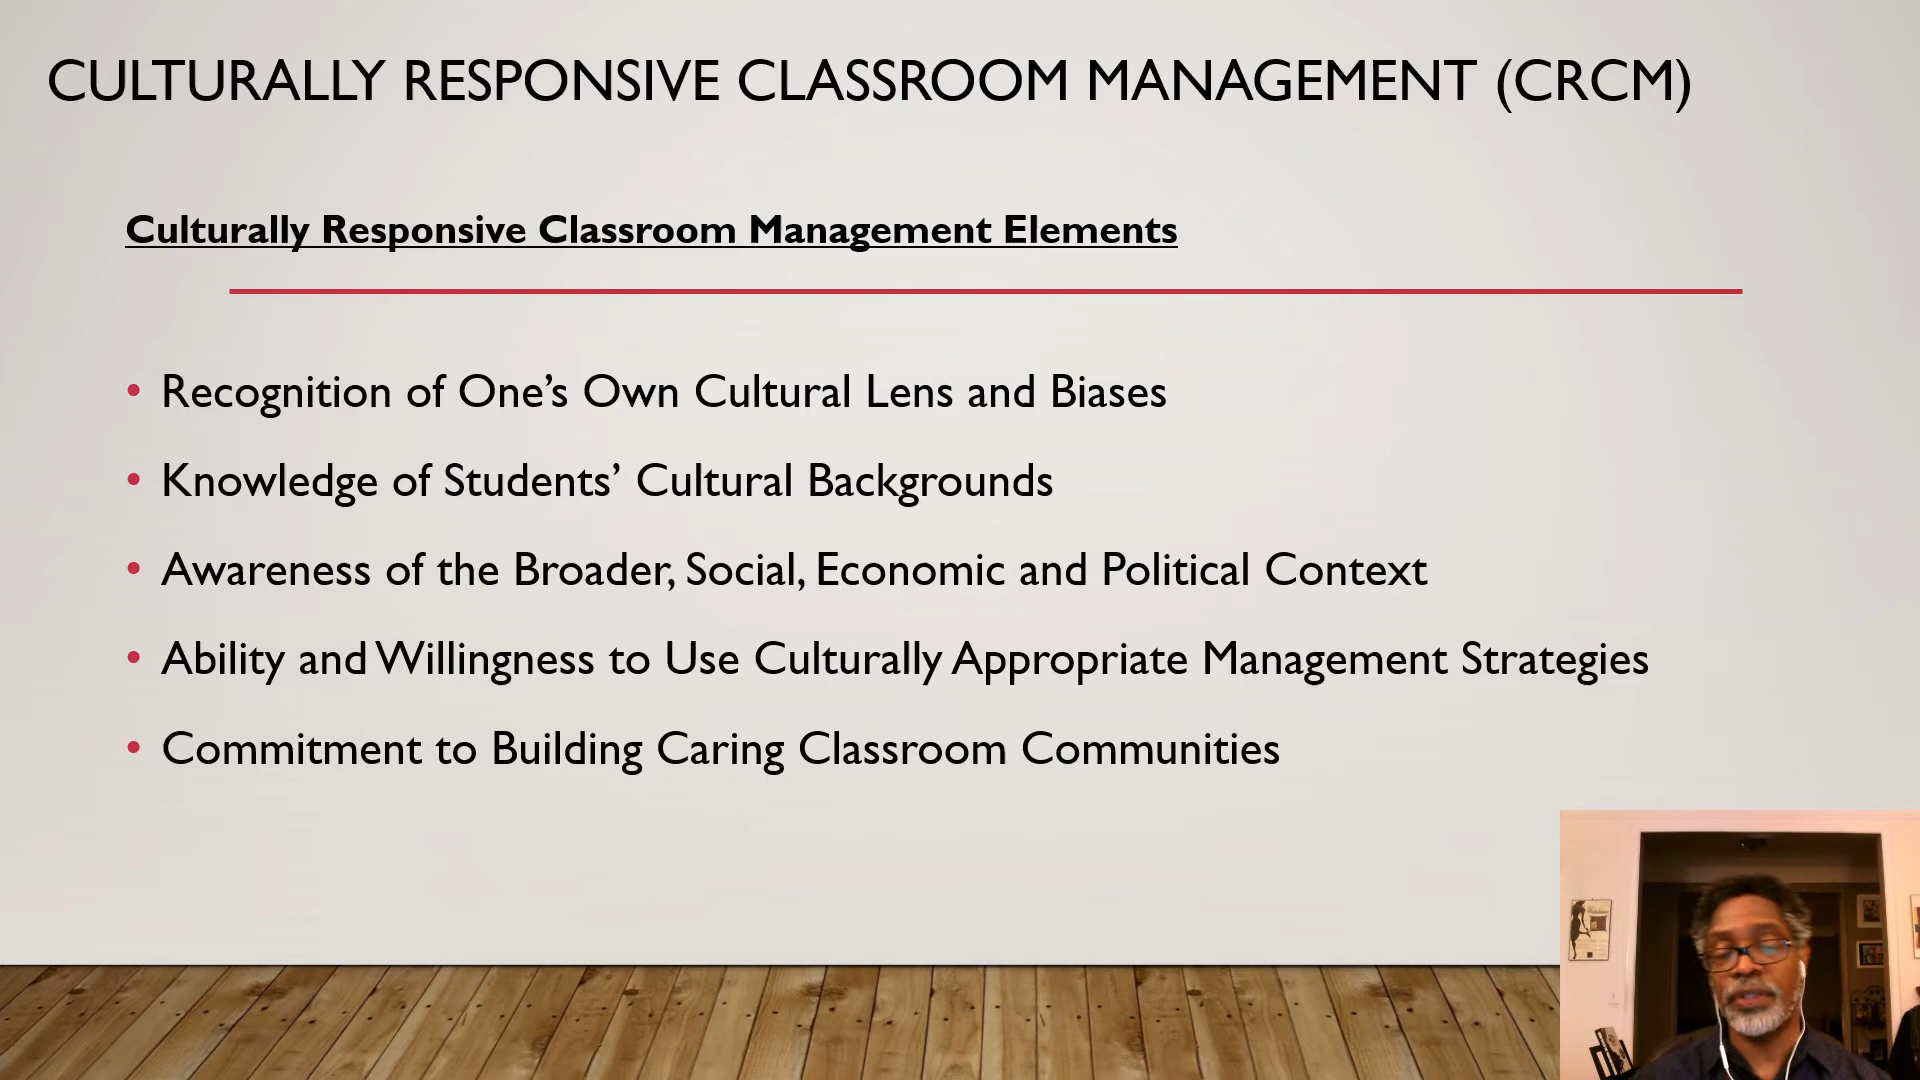 CULTURALLY RESPONSIVE CLASSROOM MANAGEMENT (CRCM)
Culturally Responsive Classroom Management Elements
• Recognition of One’s Own Cultural Lens and Biases
• Knowledge of Students’ Cultural Backgrounds
• Awareness of the Broader, Social, Economic and Political Context
• Ability and Willingness to Use Culturally Appropriate Management Strategies
• Commitment to Building Caring Classroom Communities